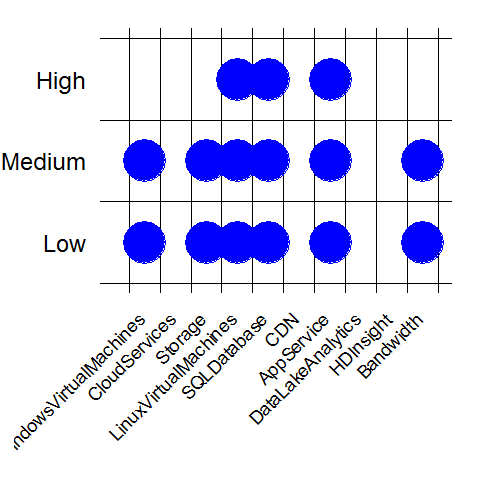 High
Medium
Low
ndowsVirtualMachines
CloudServices
Storage
LinuxVirtualMachines
SQLDatabase
CDN
AppService
DataLakeAnalytics
HDInsight
Bandwidth